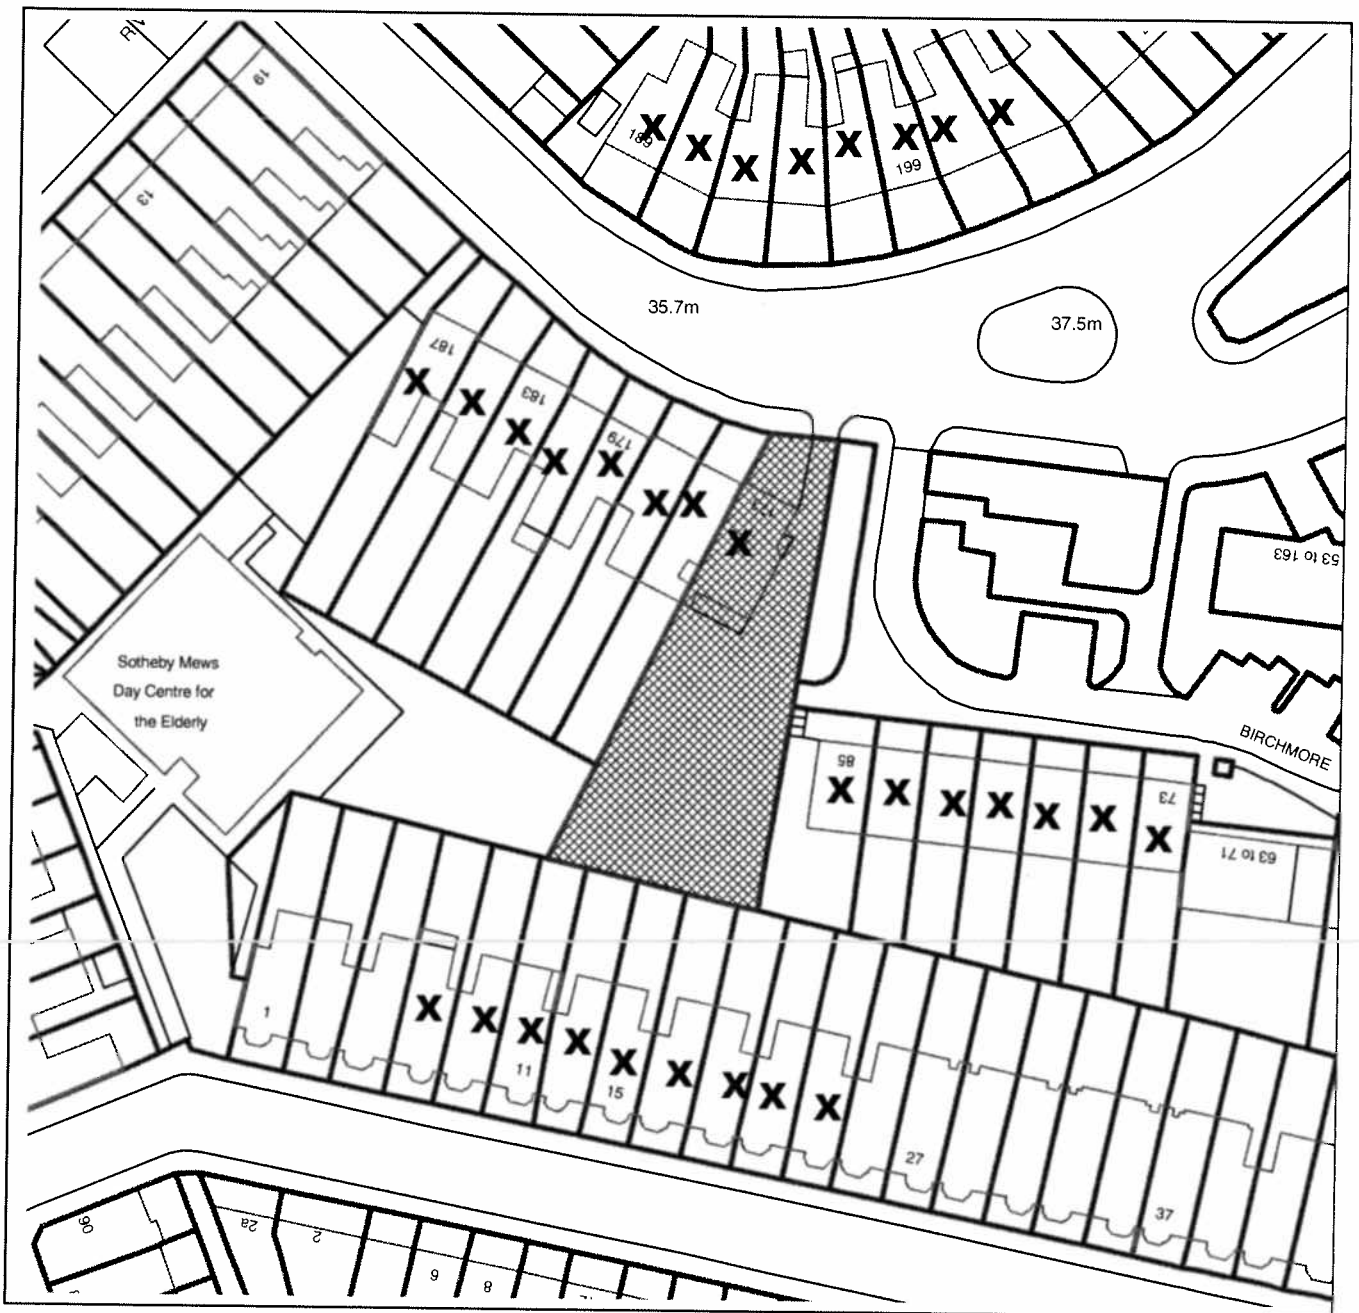 19
13
189
199
35.7m
37.5m
187
183
179
X X X X X X X X
X X X X X X X X
53 to 163
Sotheby Mews
Day Centre for
the Elderly
BIRCHMORE
85
73
X X X X X X X
63 to 71
X X X X X X X X X
1
11
15
27
37
90
2a
2
6
8